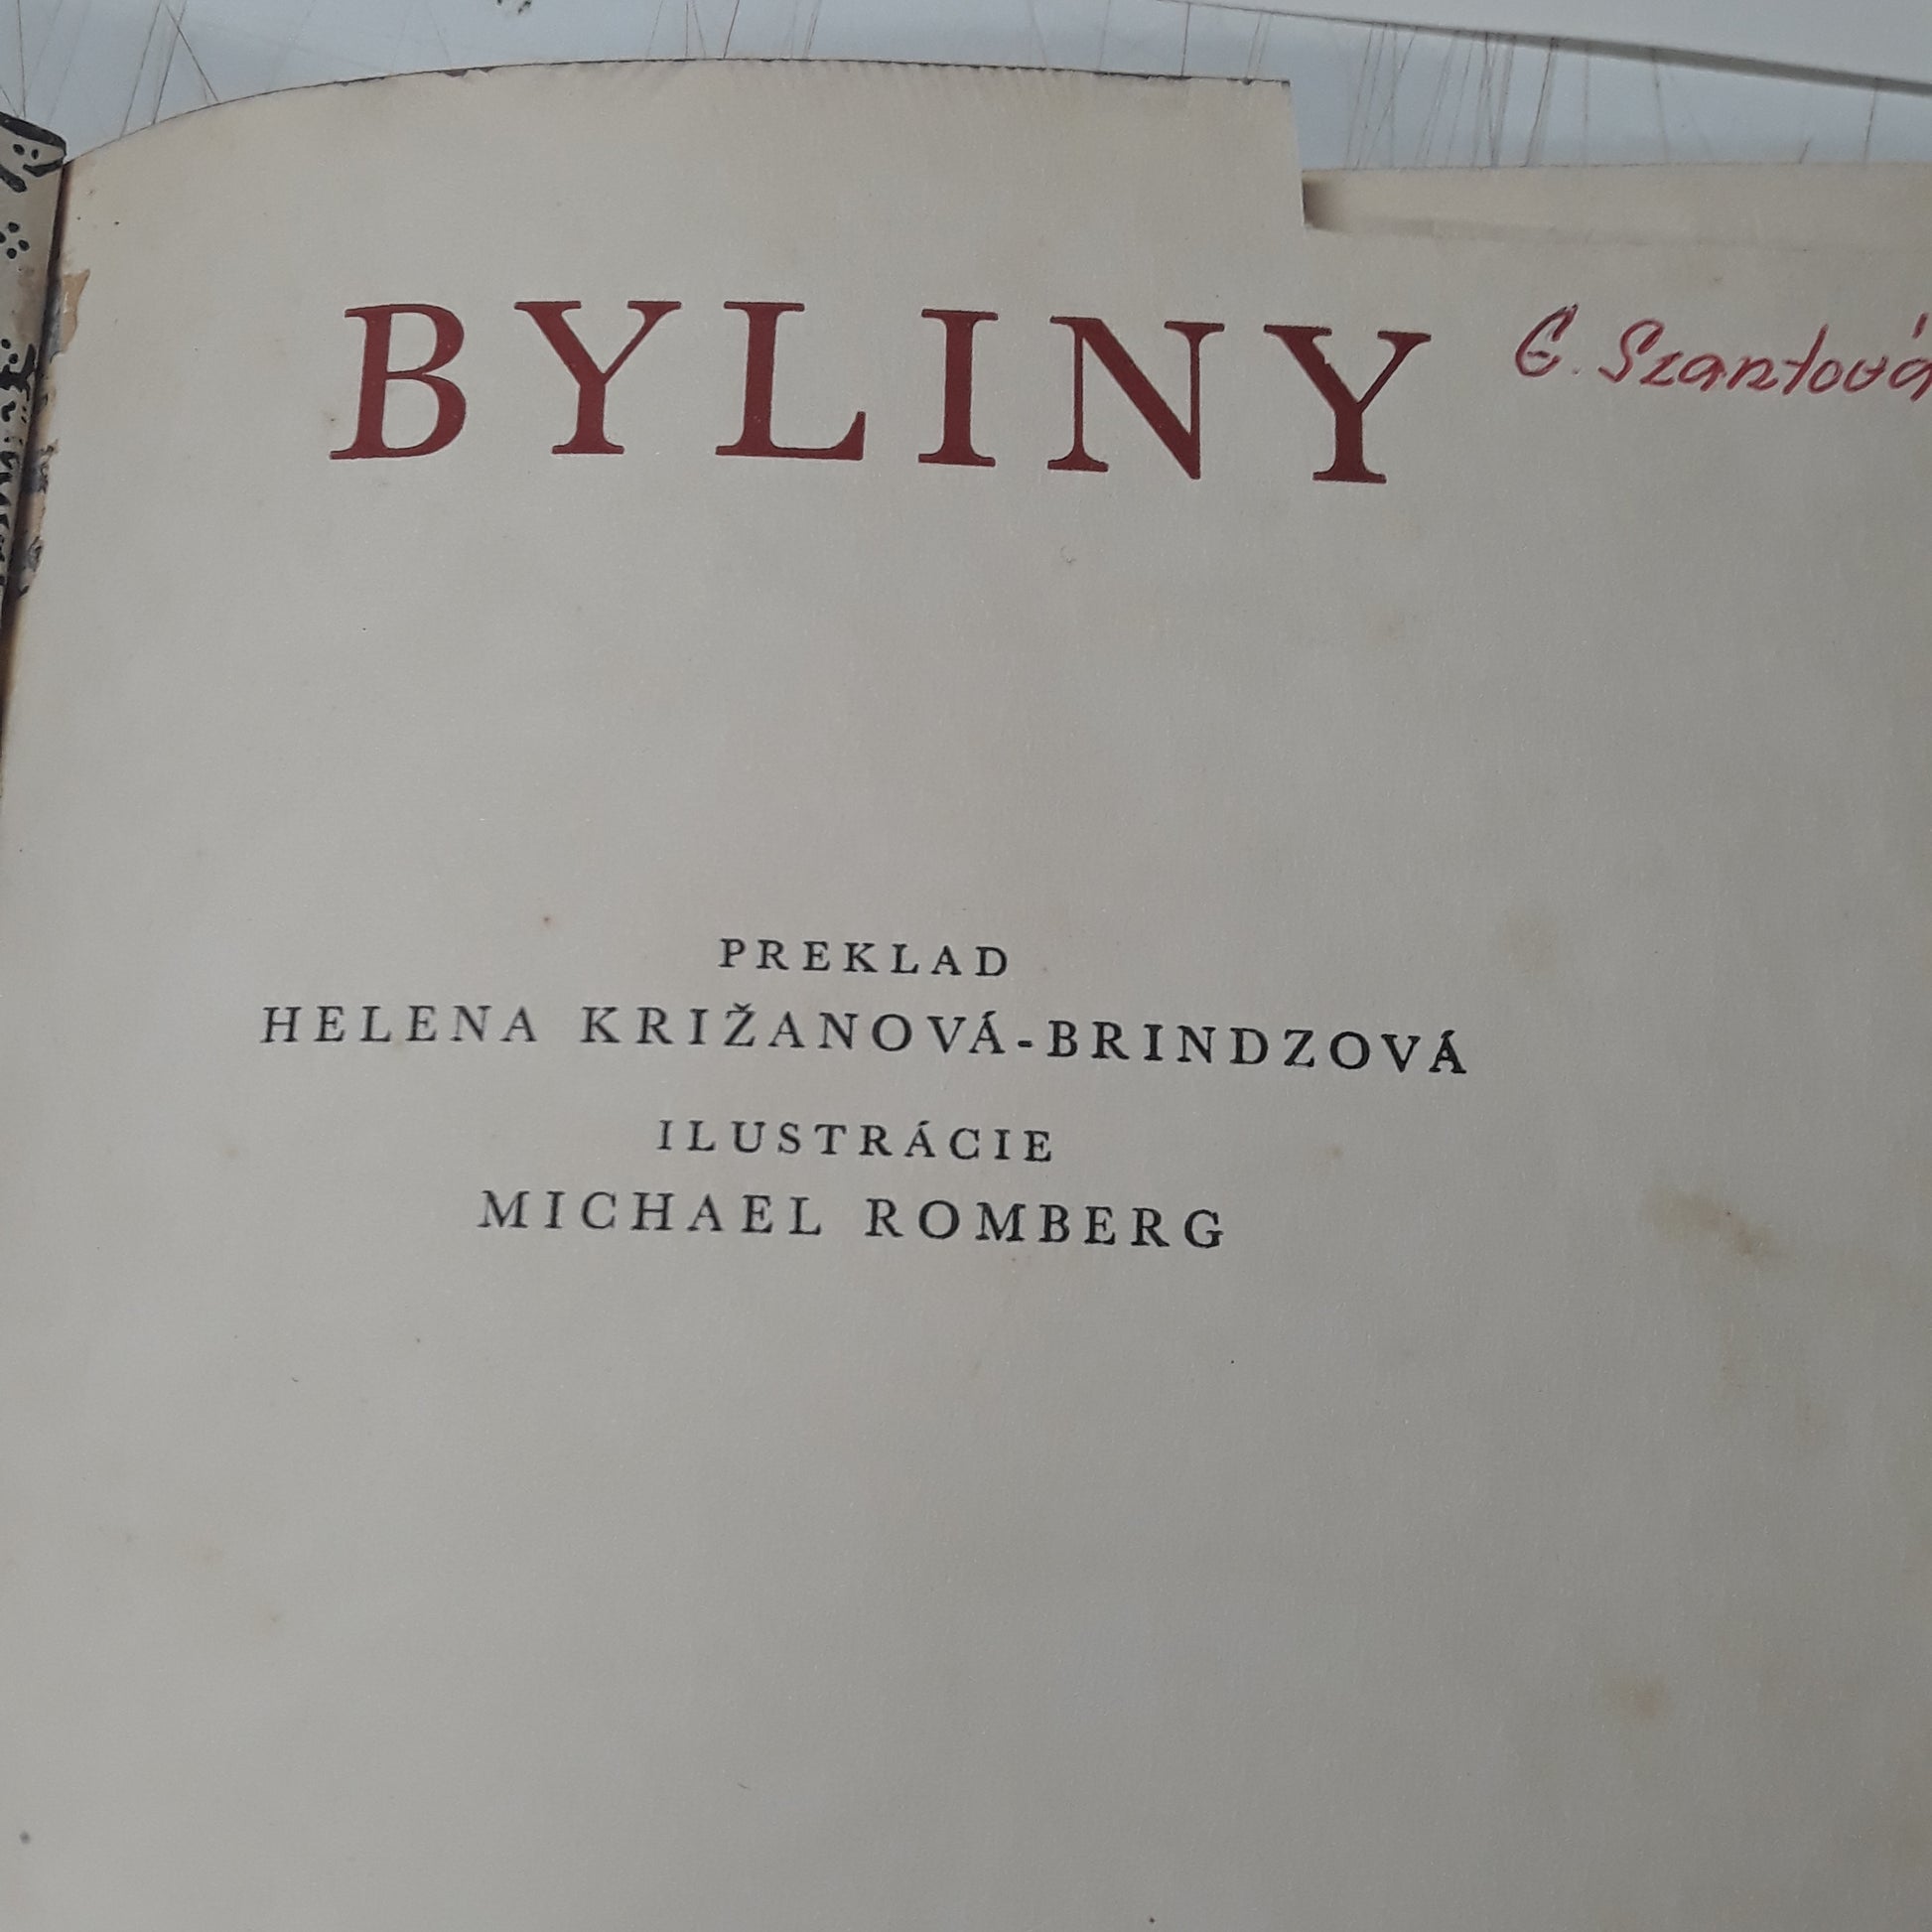 BYLINY
E. Szantová
PREKLAD
HELENA KRIŽANOVÁ-BRINDZOVÁ
ILUSTRÁCIE
MICHAEL ROMBERG